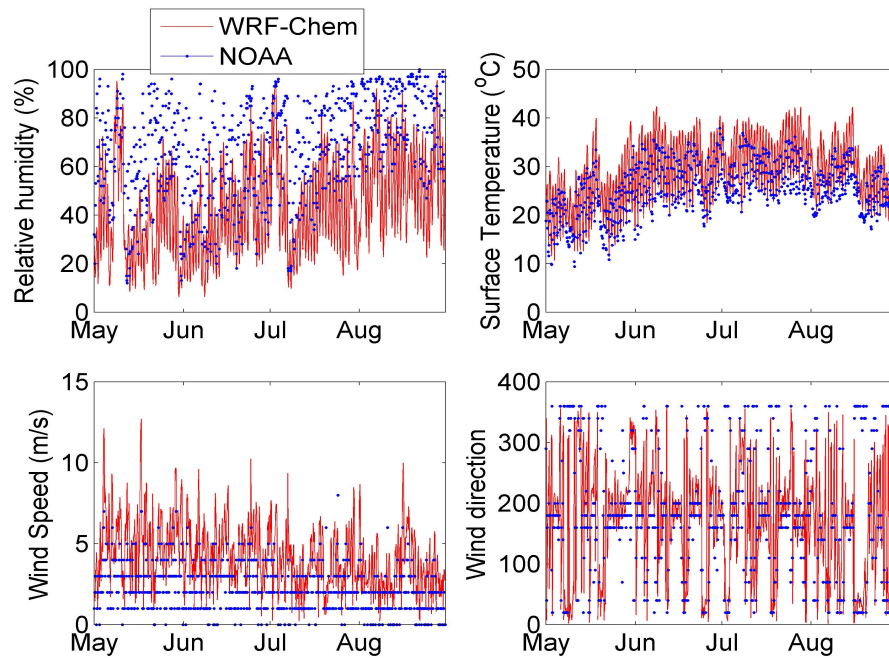 WRF-Chem
NOAA
Relative humidity (%)
100
80
60
40
20
0
May Jun Jul Aug
Surface Temperature (°C)
50
40
30
20
10
0
May Jun Jul Aug
Wind Speed (m/s)
15
10
5
0
May Jun Jul Aug
Wind direction
400
300
200
100
0
May Jun Jul Aug